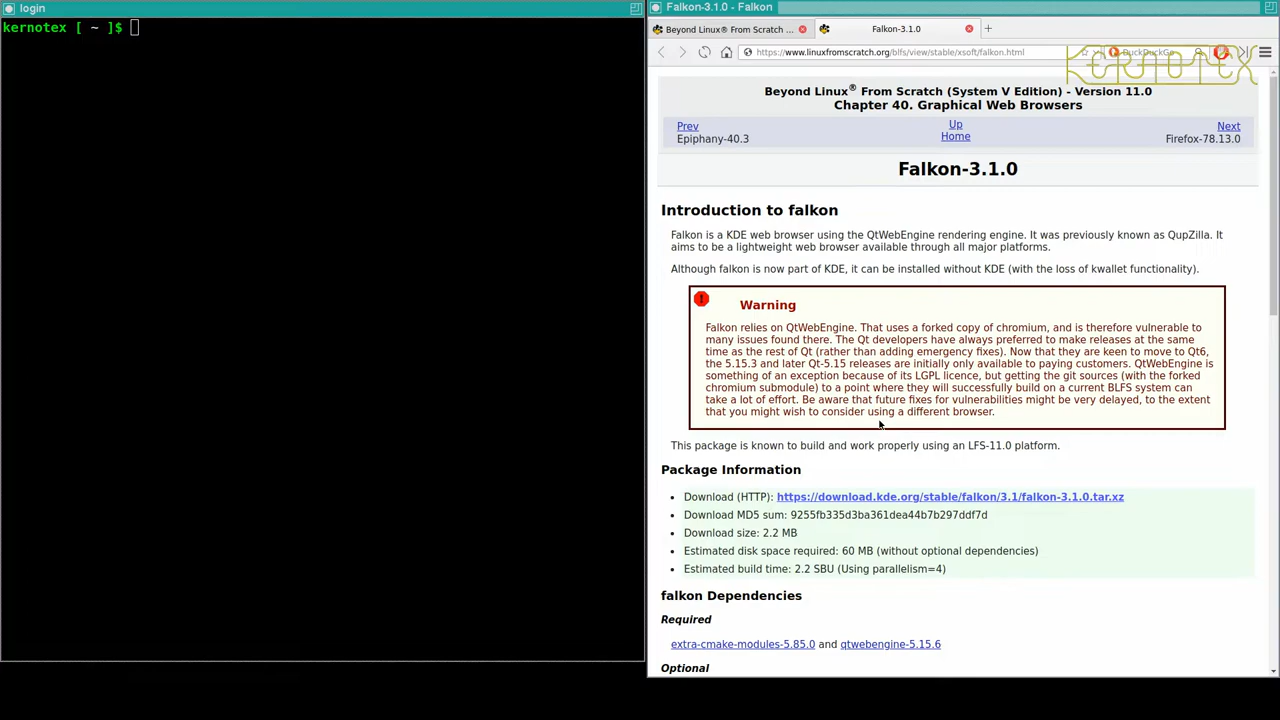 login
kernotex [ ~ ]$
Falkon-3.1.0 - Falkon
Beyond Linux® From Scratch ...
Falkon-3.1.0
https://www.linuxfromscratch.org/blfs/view/stable/xsoft/falkon.html
DuckDuckGo
KERNOTEX
Beyond Linux® From Scratch (System V Edition) - Version 11.0
Chapter 40. Graphical Web Browsers
Prev
Up
Next
Epiphany-40.3
Home
Firefox-78.13.0
Falkon-3.1.0
Introduction to falkon
Falkon is a KDE web browser using the QtWebEngine rendering engine. It was previously known as QupZilla. It
aims to be a lightweight web browser available through all major platforms.
Although falkon is now part of KDE, it can be installed without KDE (with the loss of kwallet functionality).
Warning
Falkon relies on QtWebEngine. That uses a forked copy of chromium, and is therefore vulnerable to
many issues found there. The Qt developers have always preferred to make releases at the same
time as the rest of Qt (rather than adding emergency fixes). Now that they are keen to move to Qt6,
the 5.15.3 and later Qt-5.15 releases are initially only available to paying customers. QtWebEngine is
something of an exception because of its LGPL licence, but getting the git sources (with the forked
chromium submodule) to a point where they will successfully build on a current BLFS system can
take a lot of effort. Be aware that future fixes for vulnerabilities might be very delayed, to the extent
that you might wish to consider using a different browser.
This package is known to build and work properly using an LFS-11.0 platform.
Package Information
• Download (HTTP): https://download.kde.org/stable/falkon/3.1/falkon-3.1.0.tar.xz
• Download MD5 sum: 9255fb335d3ba361dea44b7b297ddf7d
• Download size: 2.2 MB
• Estimated disk space required: 60 MB (without optional dependencies)
• Estimated build time: 2.2 SBU (Using parallelism=4)
falkon Dependencies
Required
extra-cmake-modules-5.85.0 and qtwebengine-5.15.6
Optional